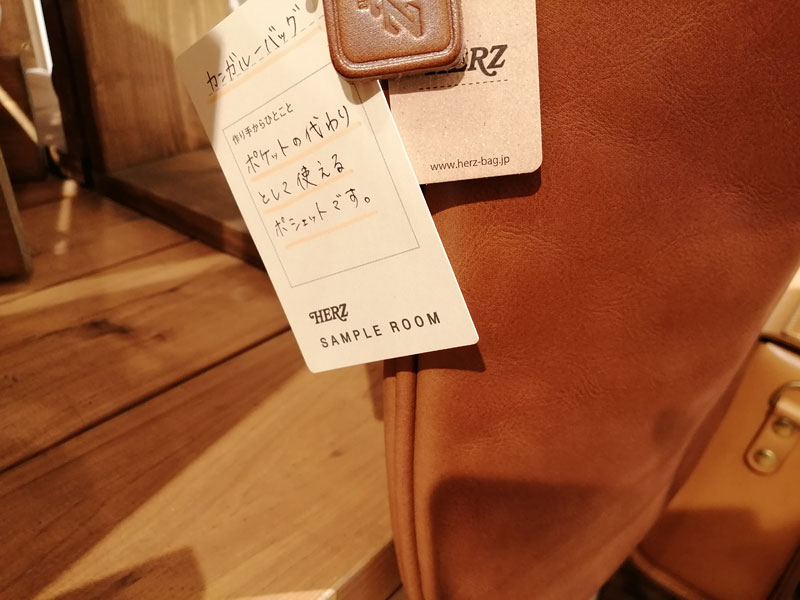 カンガルーバッグ
作り手からひとこと
ポケットの代わり
として使える
ポシェットです。
HERZ
SAMPLE ROOM
HERZ
www.herz-bag.jp